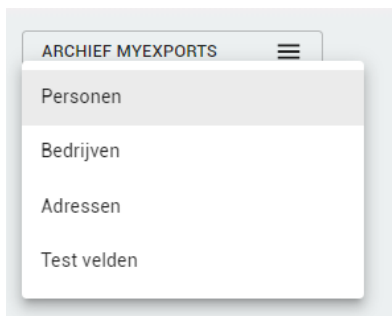 ARCHIEF MYEXPORTS
Personen
Bedrijven
Adressen
Test velden